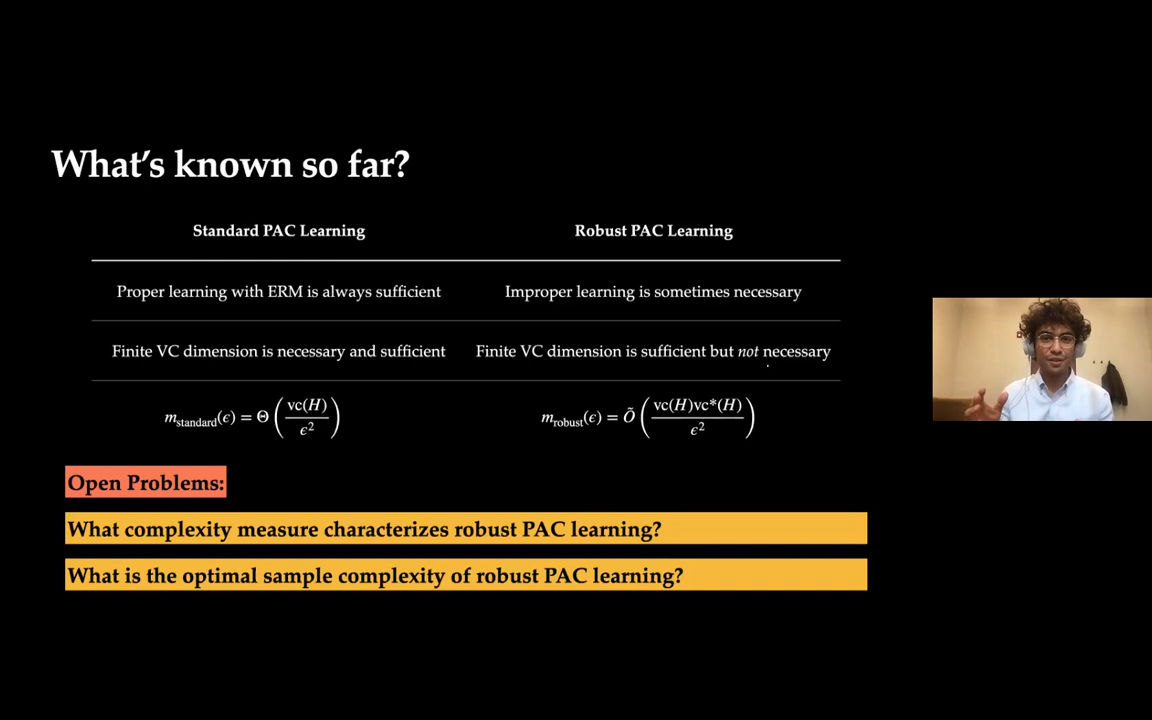 What's known so far?
Standard PAC Learning Robust PAC Learning
Proper learning with ERM is always sufficient Improper learning is sometimes necessary
Finite VC dimension is necessary and sufficient Finite VC dimension is sufficient but not necessary
m_standard(ϵ) = Θ(vc(H)/ϵ²) m_robust(ϵ) = Õ(vc(H)vc*(H)/ϵ²)
Open Problems:
What complexity measure characterizes robust PAC learning?
What is the optimal sample complexity of robust PAC learning?